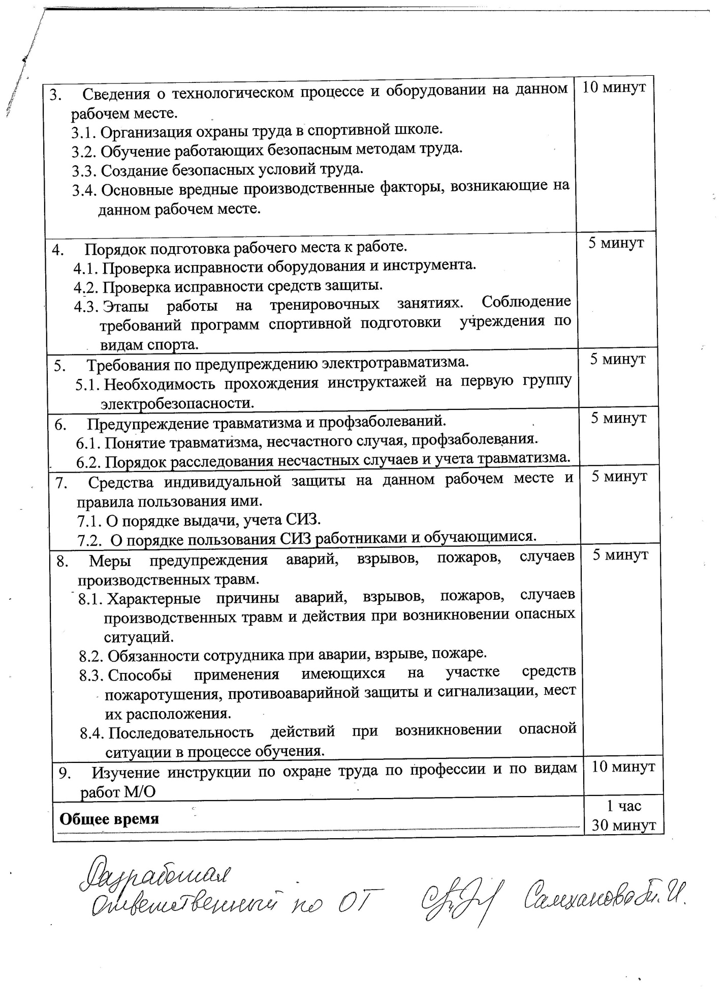 3. Сведения о технологическом процессе и оборудовании на данном 10 минут
рабочем месте.
3.1. Организация охраны труда в спортивной школе.
3.2. Обучение работающих безопасным методам труда.
3.3. Создание безопасных условий труда.
3.4. Основные вредные производственные факторы, возникающие на
данном рабочем месте.
4. Порядок подготовка рабочего места к работе. 5 минут
4.1. Проверка исправности оборудования и инструмента.
4.2. Проверка исправности средств защиты.
4.3. Этапы работы на тренировочных занятиях. Соблюдение
требований программ спортивной подготовки учреждения по
видам спорта.
5. Требования по предупреждению электротравматизма. 5 минут
5.1. Необходимость прохождения инструктажей на первую группу
электробезопасности.
6. Предупреждение травматизма и профзаболеваний. 5 минут
6.1. Понятие травматизма, несчастного случая, профзаболевания.
6.2. Порядок расследования несчастных случаев и учета травматизма.
7. Средства индивидуальной защиты на данном рабочем месте и 5 минут
правила пользования ими.
7.1. О порядке выдачи, учета СИЗ.
7.2. О порядке пользования СИЗ работниками и обучающимися.
8. Меры предупреждения аварий, взрывов, пожаров, случаев 5 минут
производственных травм.
8.1. Характерные причины аварий, взрывов, пожаров, случаев
производственных травм и действия при возникновении опасных
ситуаций.
8.2. Обязанности сотрудника при аварии, взрыве, пожаре.
8.3. Способы применения имеющихся на участке средств
пожаротушения, противоаварийной защиты и сигнализации, мест
их расположения.
8.4. Последовательность действий при возникновении опасной
ситуации в процессе обучения.
9. Изучение инструкции по охране труда по профессии и по видам 10 минут
работ М/О
Общее время 1 час
30 минут
Разработал
Ответственный по ОТ